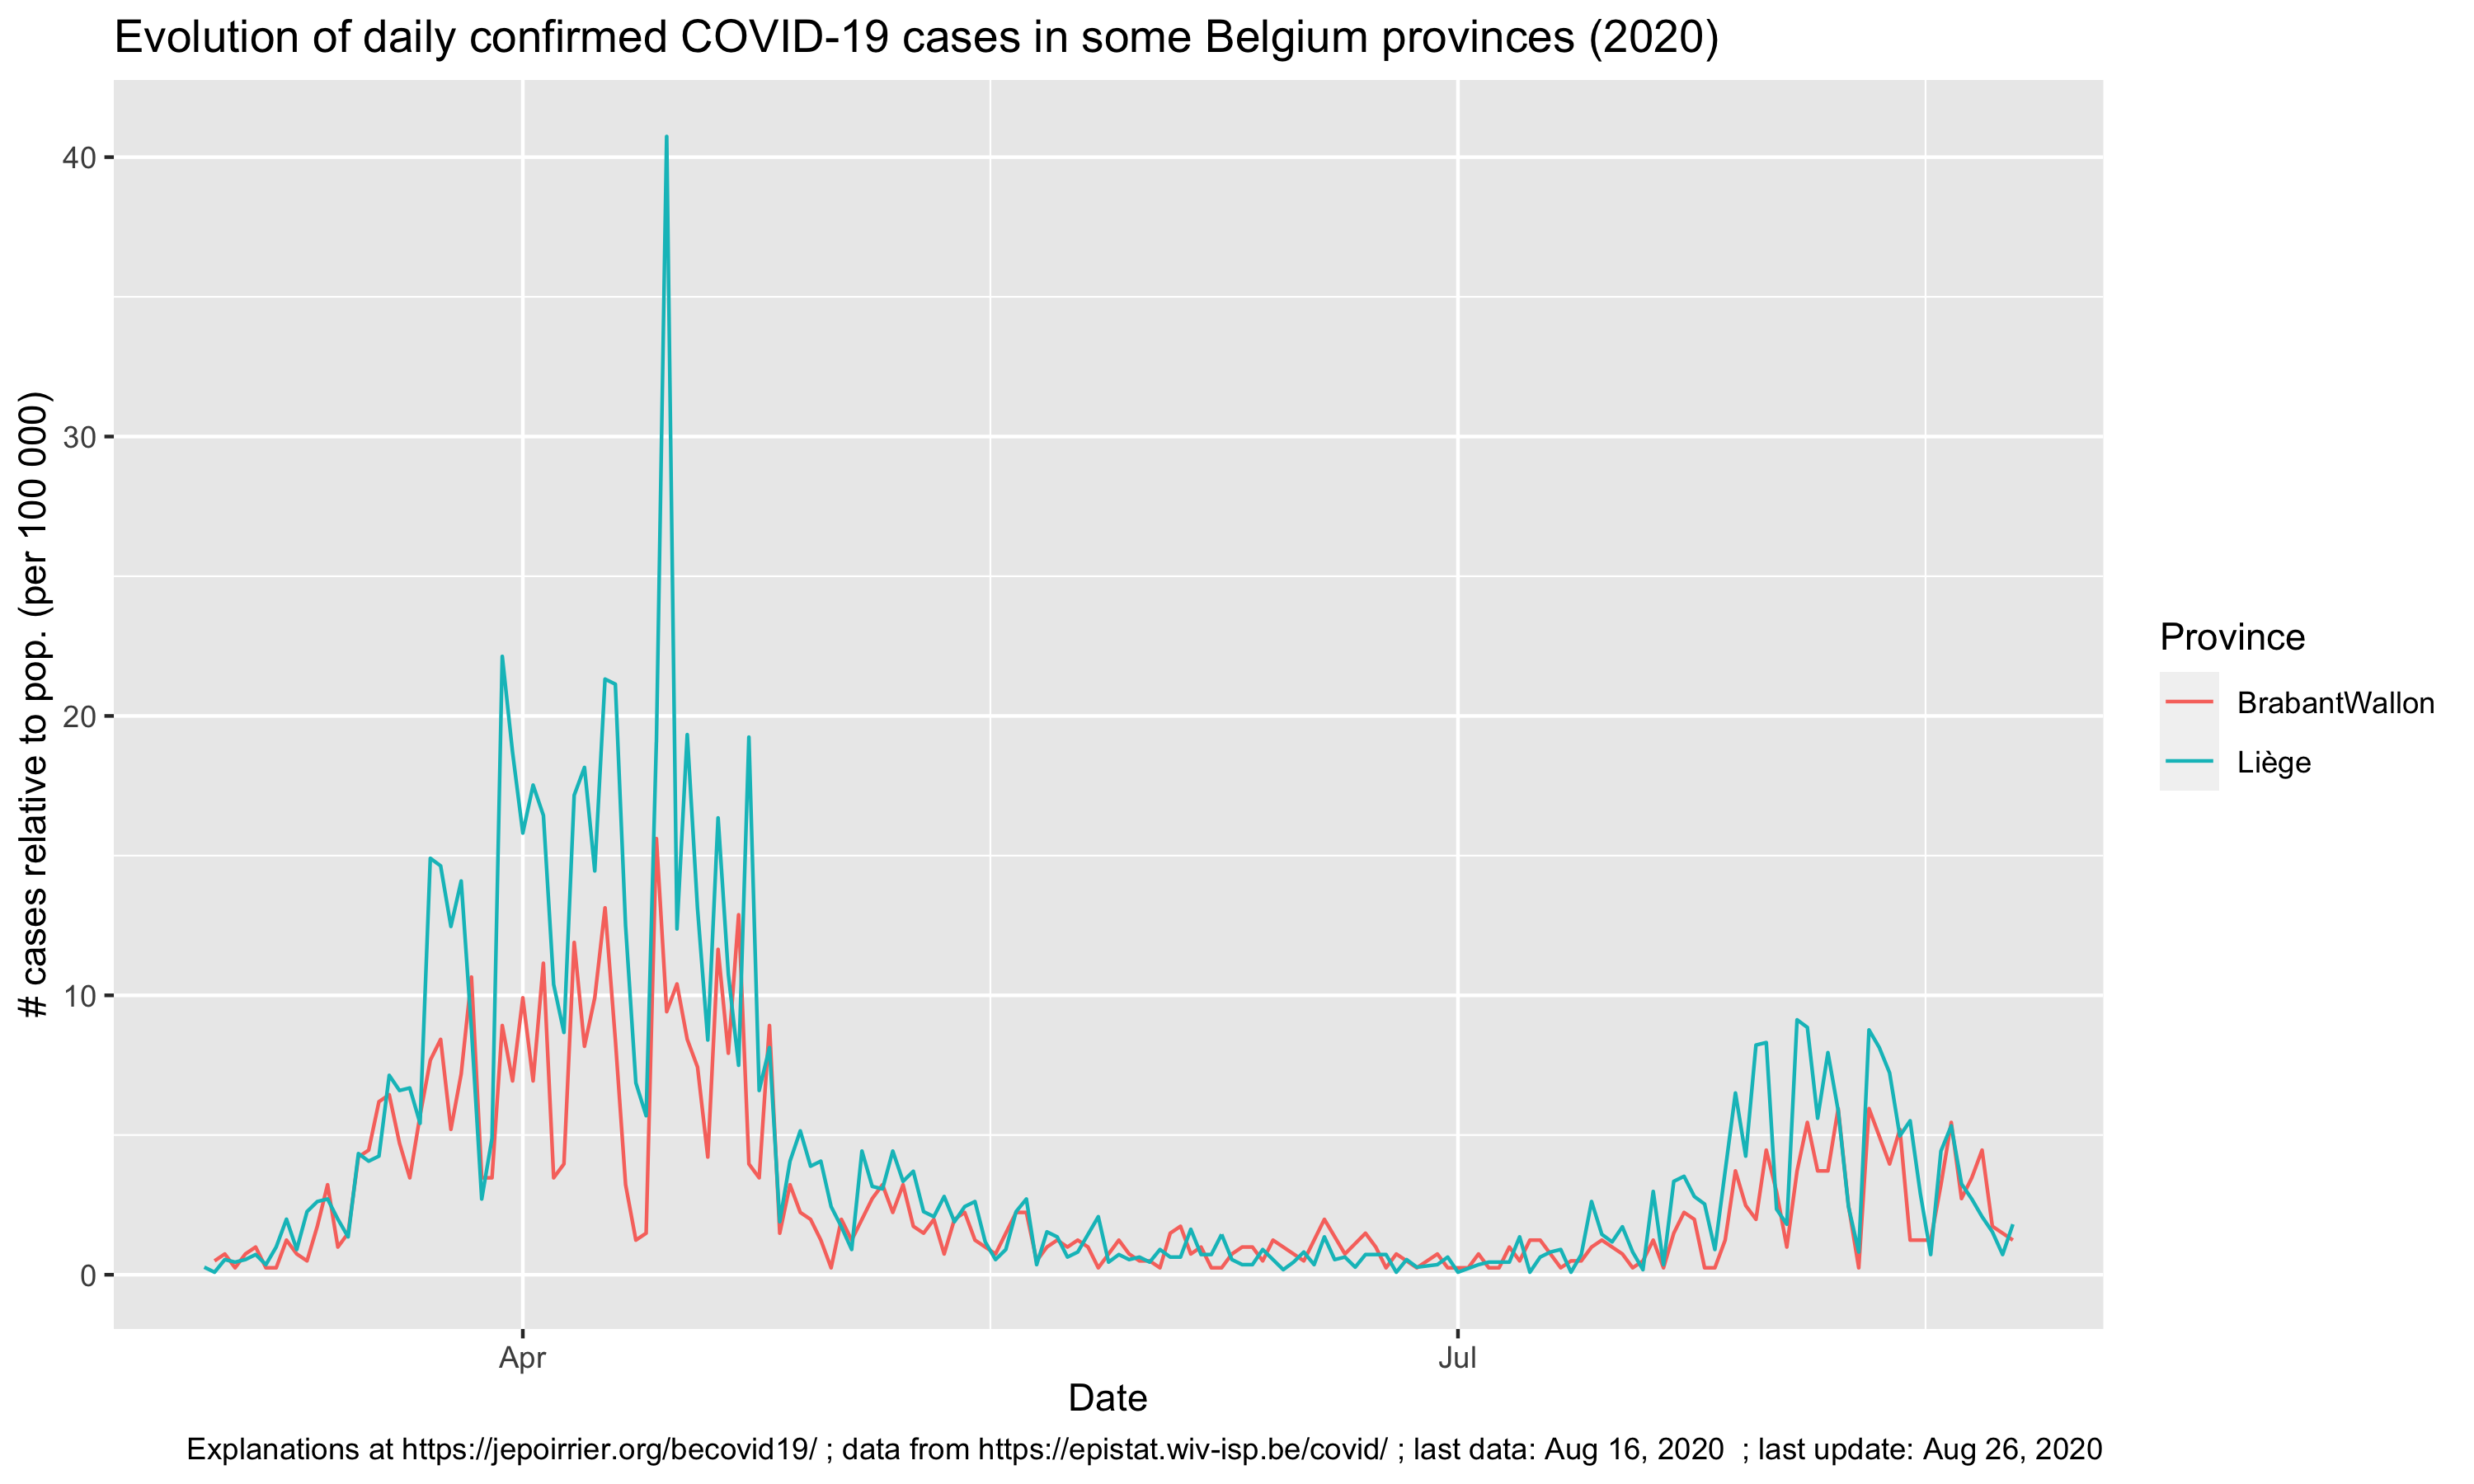 Evolution of daily confirmed COVID-19 cases in some Belgium provinces (2020)
# cases relative to pop. (per 100 000)
40
30
20
10
0
Apr
Jul
Date
Province
BrabantWallon
Liège
Explanations at https://jepoirrier.org/becovid19/ ; data from https://epistat.wiv-isp.be/covid/ ; last data: Aug 16, 2020  ; last update: Aug 26, 2020